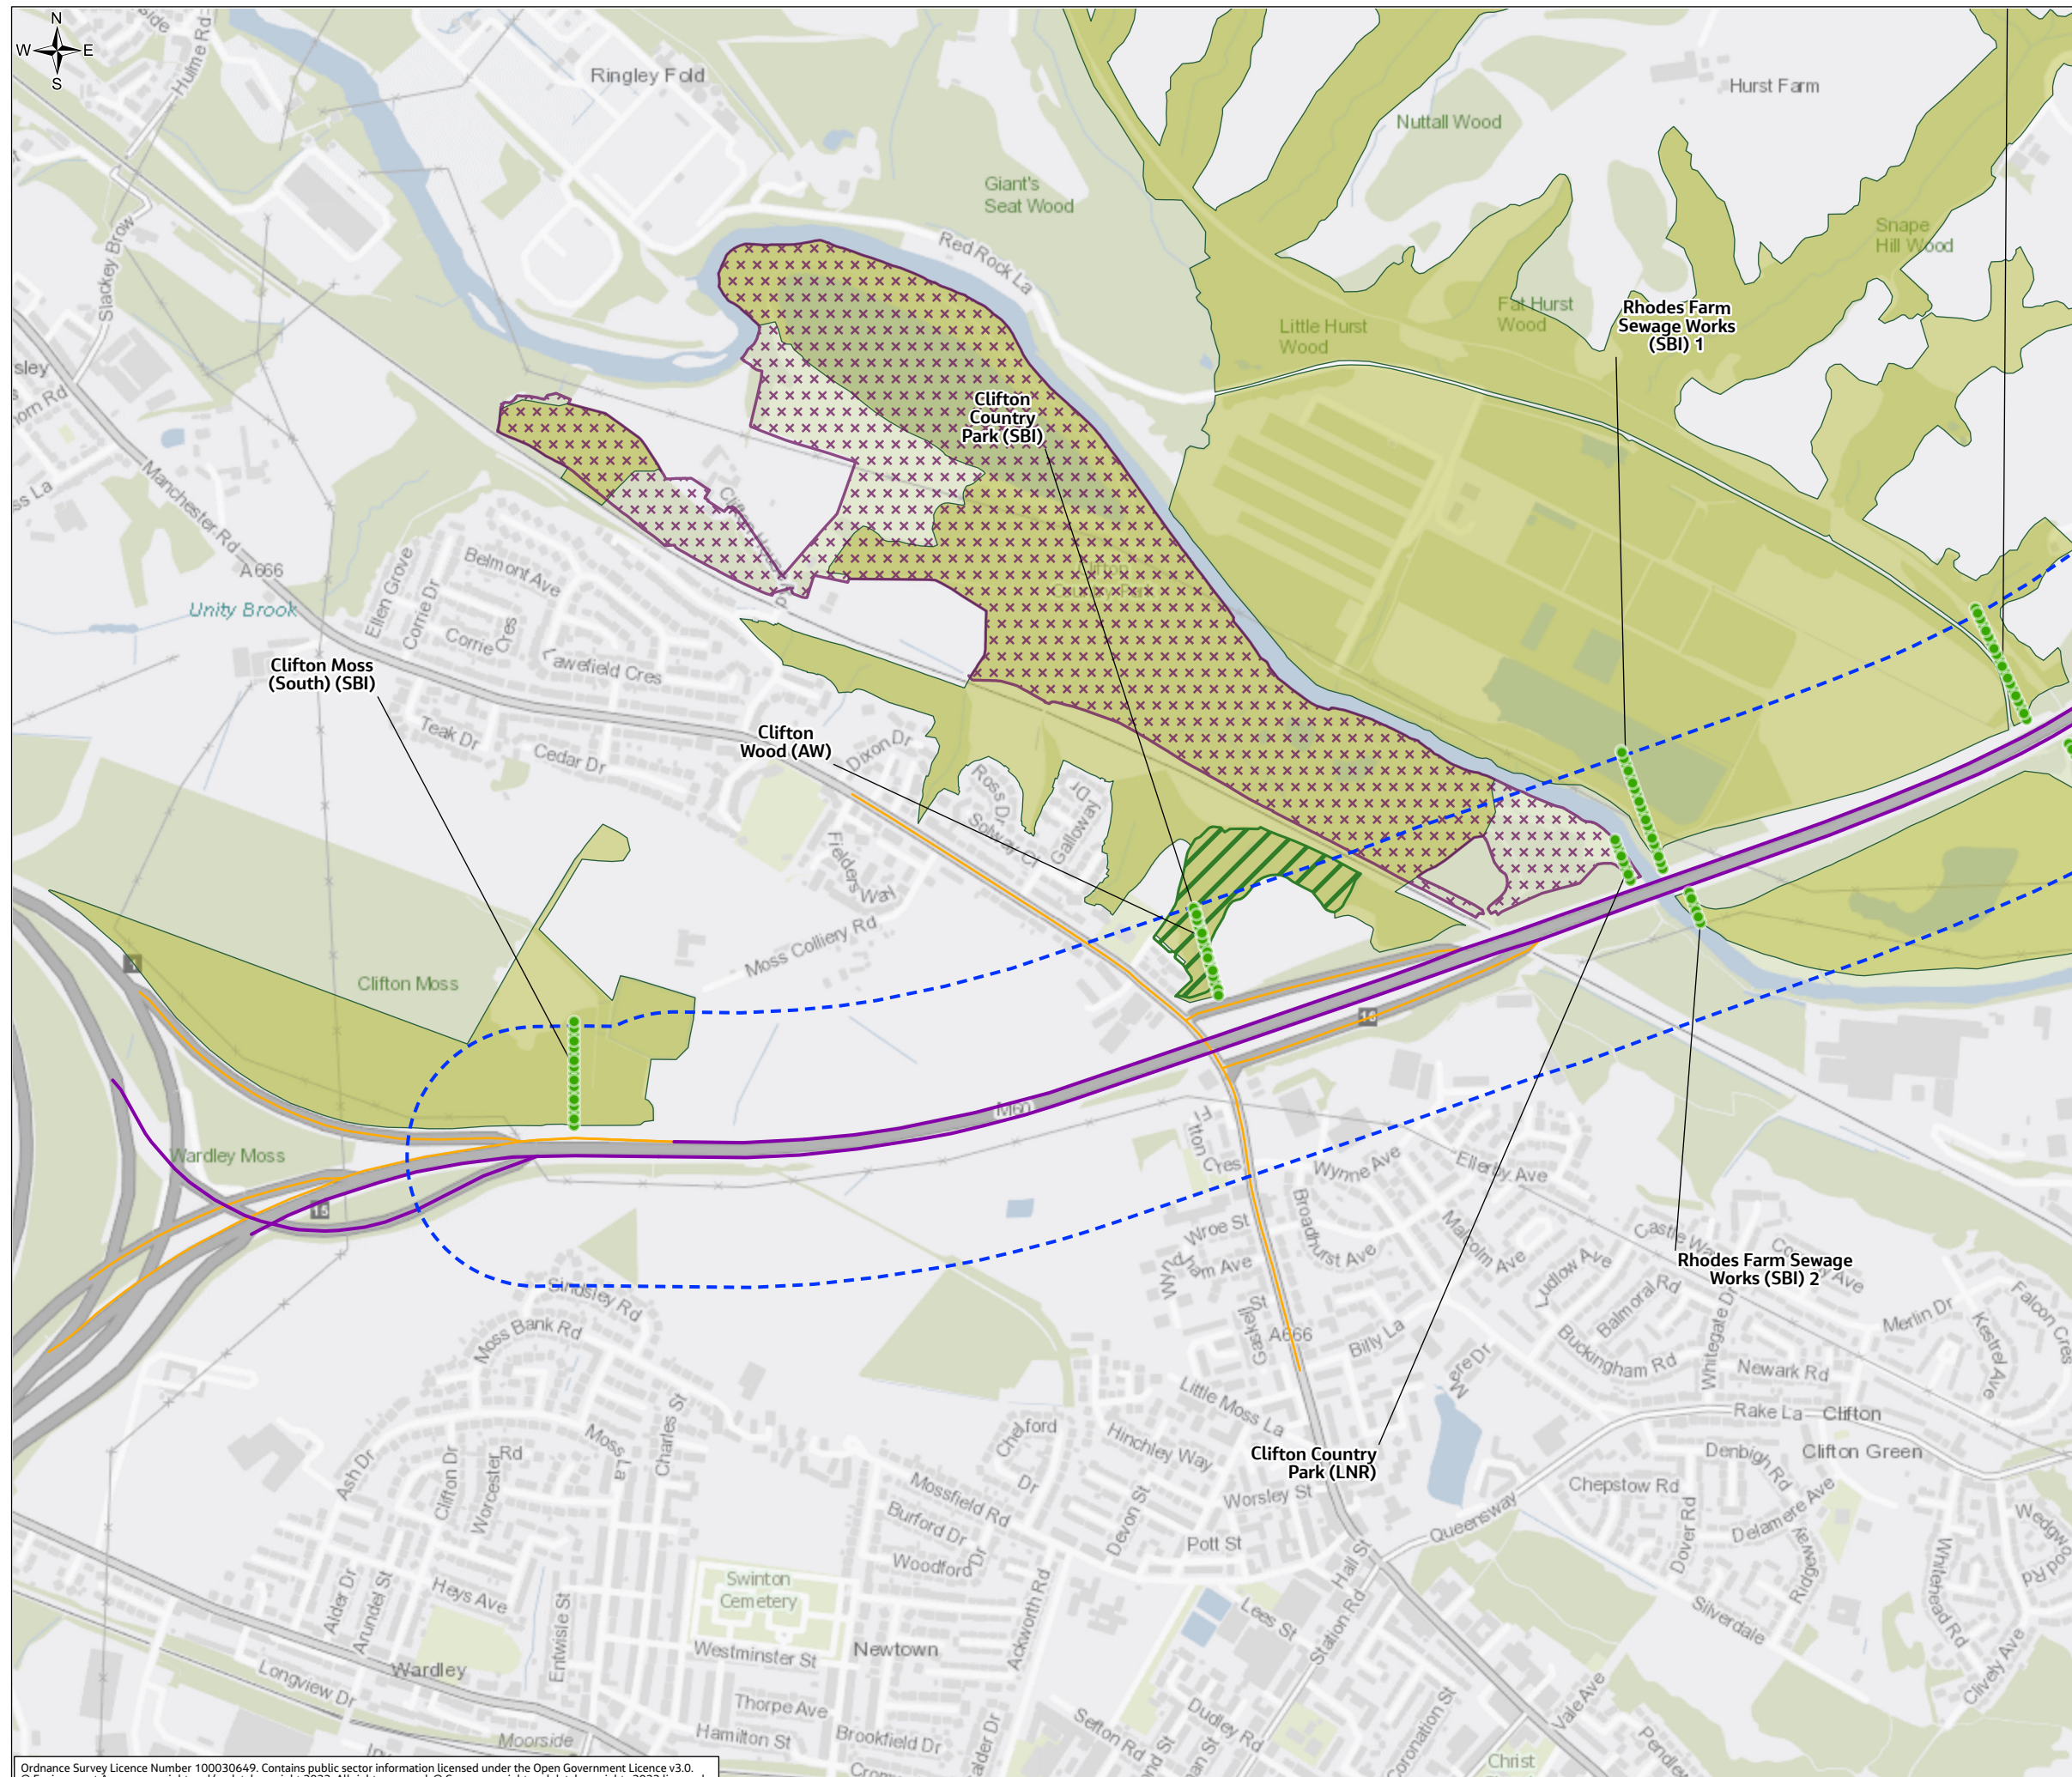 N
W E
S
Hulme Rd
Ringley Fold
Hurst Farm
Nuttall Wood
Giant's
Seat Wood
Snape
Hill Wood
Red Rock La
Slackey Brow
Fat Hurst
Wood
Little Hurst
Wood
Rhodes Farm
Sewage Works
(SBI) 1
Clifton
Country
Park (SBI)
Manchester Rd
A666
Unity Brook
Ellen Grove
Corrie Dr
Belmont Ave
Corrie Cres
Lawefield Cres
Clifton Moss
(South) (SBI)
Teak Dr
Cedar Dr
Clifton
Wood (AW)
Dixon Dr
Ross Dr
Galloway Dr
Fielders
Way
Moss Colliery Rd
Clifton Moss
16
M60
Wardley Moss
15
Wynne Ave
Ellerby Ave
Broadhurst Ave
Wroe St
Malcolm Ave
Ludlow Ave
Balmoral Rd
Rhodes Farm Sewage
Works (SBI) 2
Whitegate Dr
Merlin Dr
Falcon Cres
Kestrel Ave
Sindsley Rd
Moss Bank Rd
Gaskell St
A666
Billy La
Mere Dr
Buckingham Rd
Newark Rd
Rake La
Clifton
Denbigh Rd
Clifton Green
Little Moss La
Hinchley Way
Clifton Country
Park (LNR)
Chelford
Dr
Charles St
Moss La
Ash Dr
Clifton Dr
Worcester Rd
Mossfield Rd
Burford Dr
Woodford Dr
Devon St
Worsley St
Pott St
Queensway
Chepstow Rd
Dover Rd
Delamere Ave
Ridgeway
Hall St
Swinton
Cemetery
Heys Ave
Alder Dr
Arundel St
Entwisle St
Ackworth Rd
Lees St
Station Rd
Silverdale
Whitehead Rd
Clively Ave
Westminster St
Newtown
Wardley
Longview Dr
Thorpe Ave
Hamilton St
Brookfield Dr
Sefton Rd
Dudley Rd
Coronation St
Vale Ave
Moorside
Christ
Ordnance Survey Licence Number 100030649. Contains public sector information licensed under the Open Government Licence v3.0.